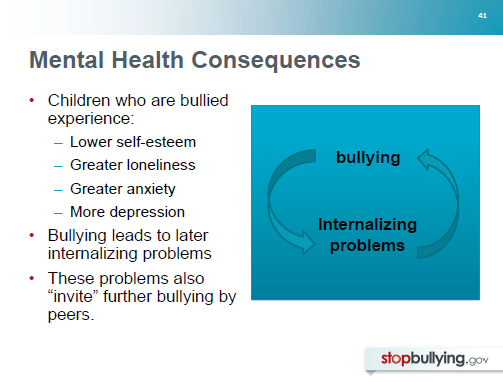 41
Mental Health Consequences
• Children who are bullied
experience:
– Lower self-esteem
– Greater loneliness
– Greater anxiety
– More depression
• Bullying leads to later
internalizing problems
• These problems also
“invite” further bullying by
peers.
bullying
Internalizing
problems
stopbullying.gov